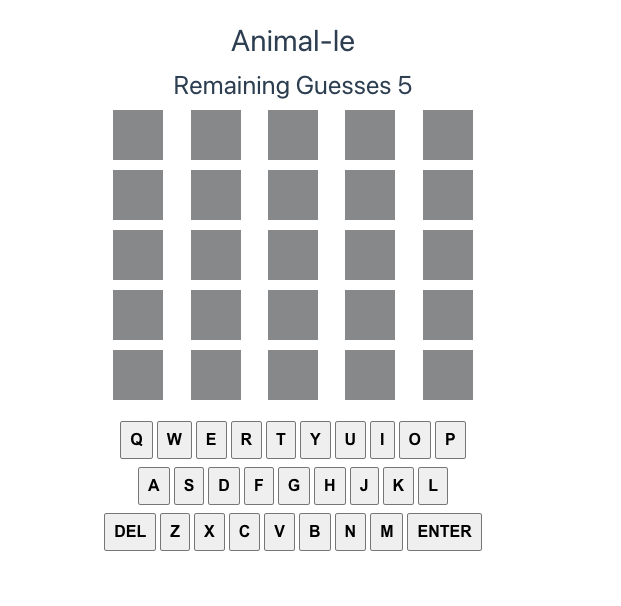 Animal-le
Remaining Guesses 5
Q W E R T Y U I O P
A S D F G H J K L
DEL Z X C V B N M ENTER